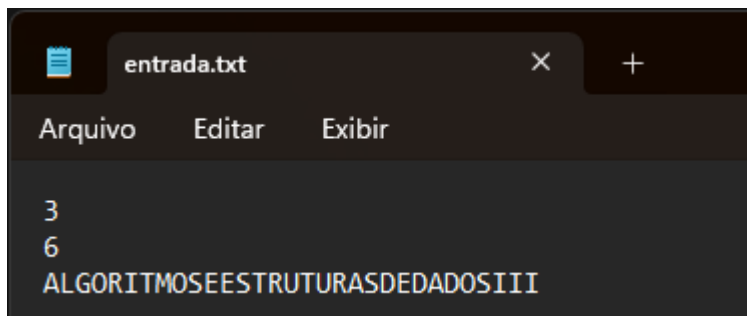 entrada.txt
Arquivo Editar Exibir
3
6
ALGORITMOSEESTRUTURASDEDADOSIII